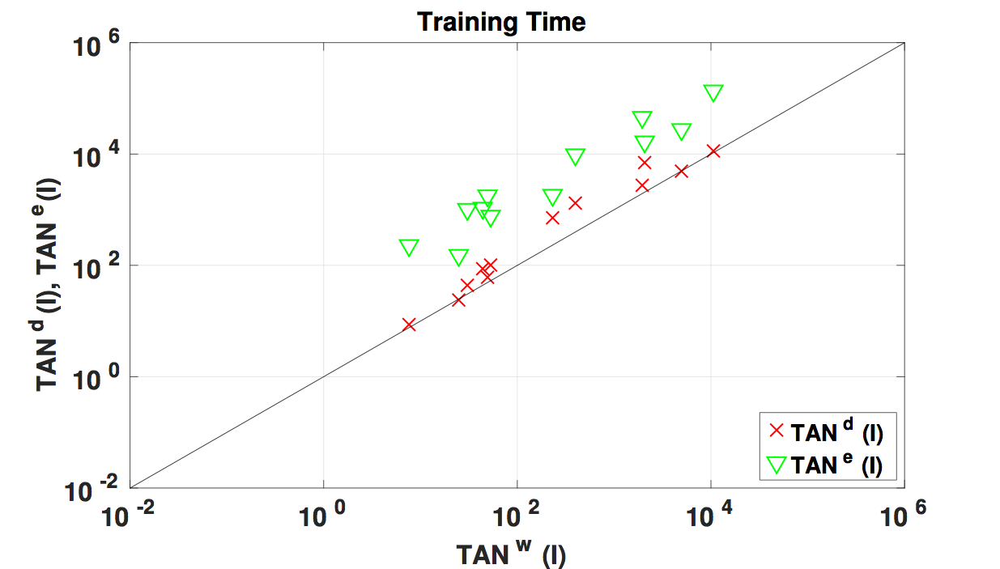 Training Time
10^6
10^4
10^2
10^0
10^-2
TAN^d (I), TAN^e (I)
10^-2 10^0 10^2 10^4 10^6
TAN^w (I)
TAN^d (I)
TAN^e (I)